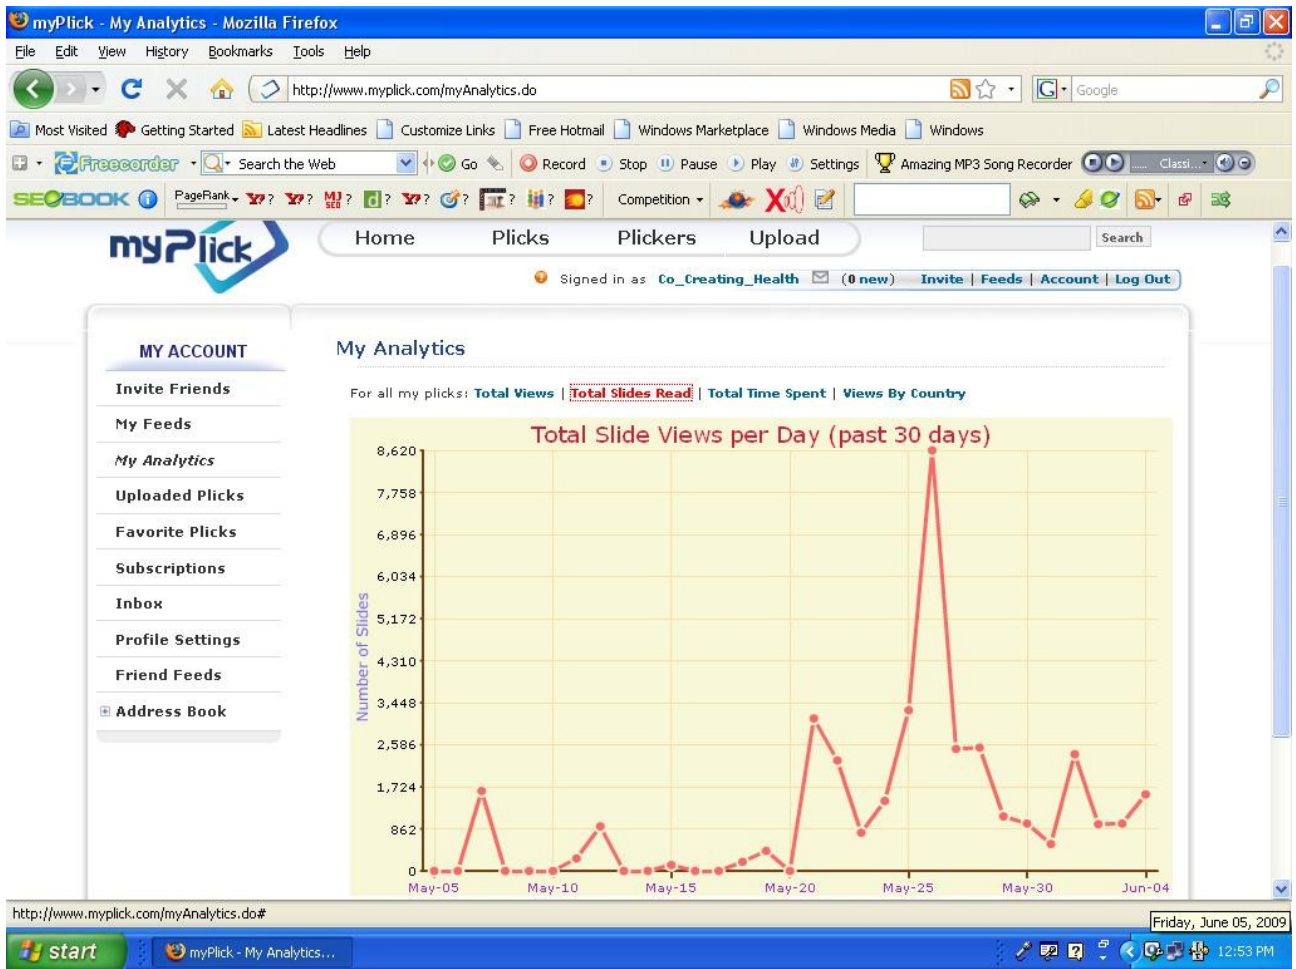 myPlick - My Analytics - Mozilla Firefox
File Edit View History Bookmarks Tools Help
http://www.myplick.com/myAnalytics.do G Google
Most Visited Getting Started Latest Headlines Customize Links Free Hotmail Windows Marketplace Windows Media Windows
Freecorder Search the Web Go Record Stop Pause Play Settings Amazing MP3 Song Recorder Classi...
SEOBOOK PageRank ? ? MJ SEO ? d ? ? ? ? ? ? Competition
myPlick Home Plicks Plickers Upload Search
Signed in as Co_Creating_Health (0 new) Invite | Feeds | Account | Log Out
MY ACCOUNT
Invite Friends
My Feeds
My Analytics
Uploaded Plicks
Favorite Plicks
Subscriptions
Inbox
Profile Settings
Friend Feeds
Address Book
My Analytics
For all my plicks: Total Views | Total Slides Read | Total Time Spent | Views By Country
Total Slide Views per Day (past 30 days)
8,620
7,758
6,896
6,034
5,172
4,310
3,448
2,586
1,724
862
0
Number of Slides
May-05 May-10 May-15 May-20 May-25 May-30 Jun-04
http://www.myplick.com/myAnalytics.do#
Friday, June 05, 2009
start myPlick - My Analytics... 12:53 PM